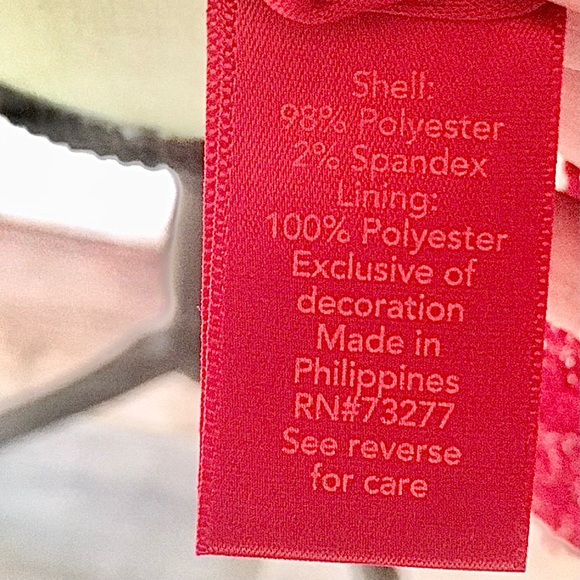 Shell:
98% Polyester
2% Spandex
Lining:
100% Polyester
Exclusive of
decoration
Made in
Philippines
RN#73277
See reverse
for care